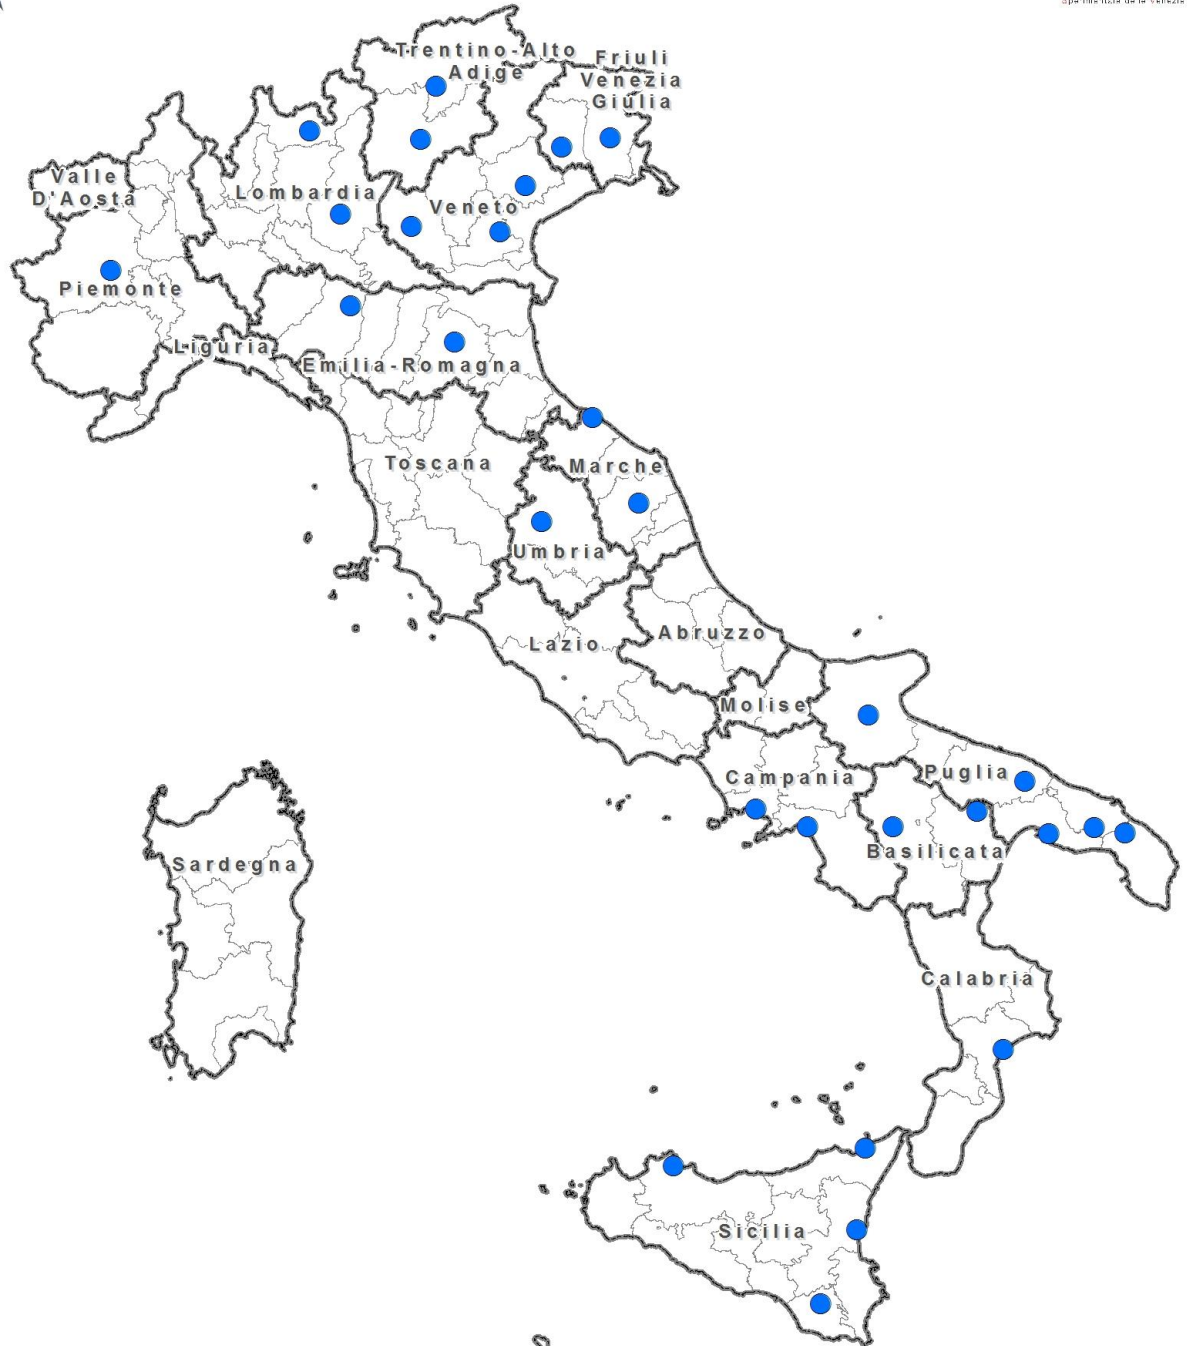 Trentino-Alto
Adige
Friuli
Venezia
Giulia
Valle
D'Aosta
Lombardia
Veneto
Piemonte
Liguria
Emilia-Romagna
Toscana
Marche
Umbria
Lazio
Abruzzo
Molise
Campania
Puglia
Basilicata
Sardegna
Calabria
Sicilia